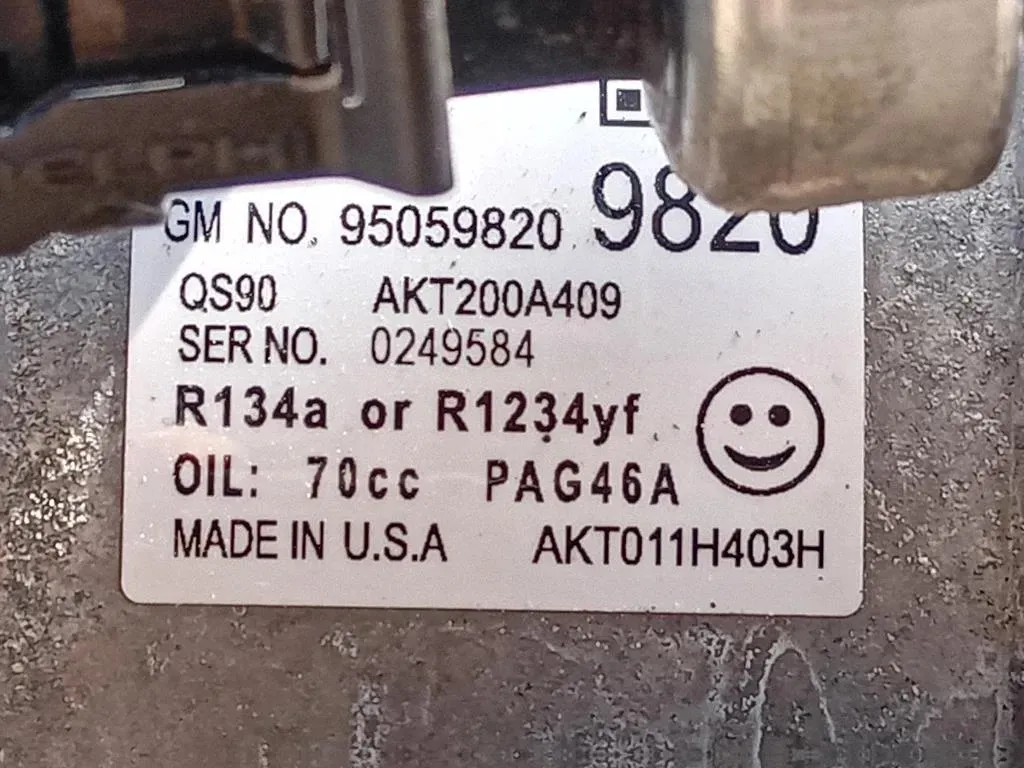 GM NO. 95059820 9820
QS90 AKT200A409
SER NO. 0249584
R134a or R1234yf
OIL: 70cc PAG46A
MADE IN U.S.A AKT011H403H